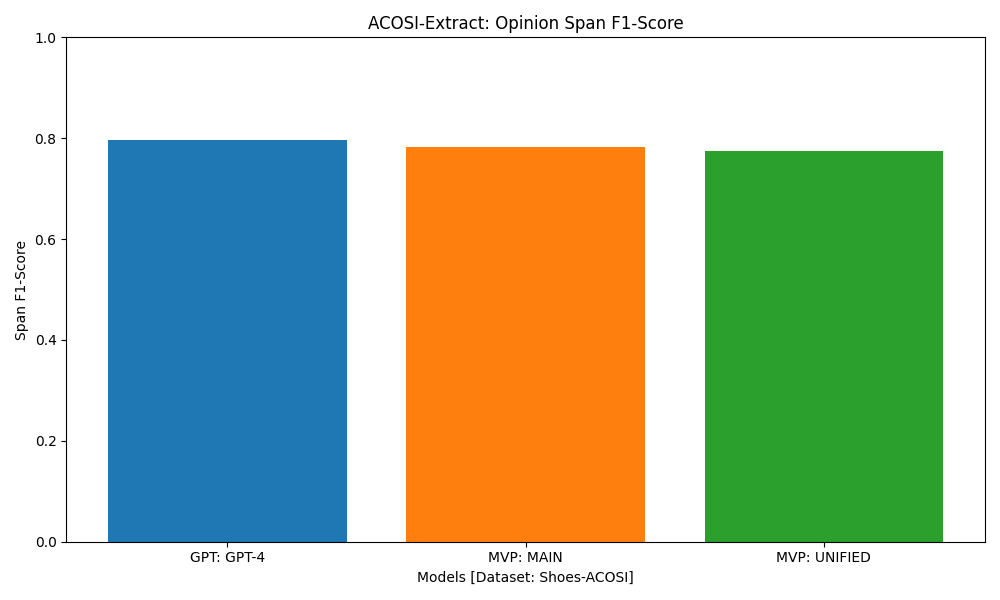 ACOSI-Extract: Opinion Span F1-Score
1.0
0.8
0.6
0.4
0.2
0.0
Span F1-Score
GPT: GPT-4
MVP: MAIN
MVP: UNIFIED
Models [Dataset: Shoes-ACOSI]